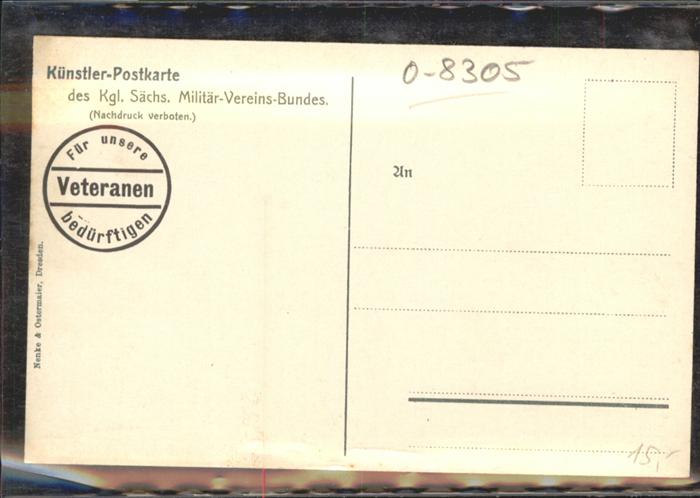 Künstler-Postkarte
des Kgl. Sächs. Militär-Vereins-Bundes.
(Nachdruck verboten.)
Für unsere
Veteranen
bedürftigen
Nenke & Ostermaier, Dresden.
0-8305
An
15,